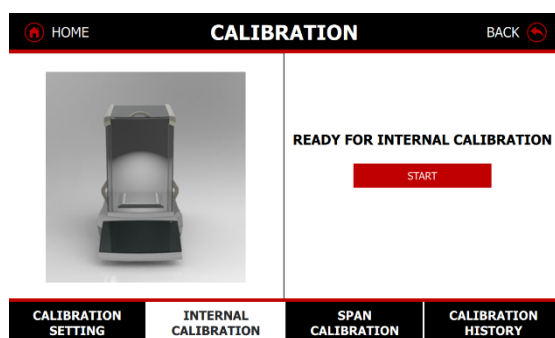 HOME
CALIBRATION
BACK
READY FOR INTERNAL CALIBRATION
START
CALIBRATION
SETTING
INTERNAL
CALIBRATION
SPAN
CALIBRATION
CALIBRATION
HISTORY